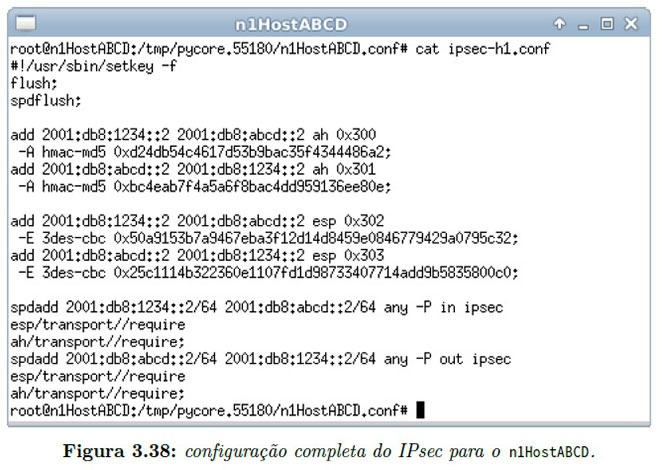 n1HostABCD
root@n1HostABCD:/tmp/pycore.55180/n1HostABCD.conf# cat ipsec-h1.conf
#!/usr/sbin/setkey -f
flush;
spdflush;
add 2001:db8:1234::2 2001:db8:abcd::2 ah 0x300
-A hmac-md5 0xd24db54c4617d53b9bac35f4344486a2;
add 2001:db8:abcd::2 2001:db8:1234::2 ah 0x301
-A hmac-md5 0xbc4eab7f4a5a6f8bac4dd959136ee80e;
add 2001:db8:1234::2 2001:db8:abcd::2 esp 0x302
-E 3des-cbc 0x50a9153b7a9467eba3f12d14d8459e0846779429a0795c32;
add 2001:db8:abcd::2 2001:db8:1234::2 esp 0x303
-E 3des-cbc 0x25c1114b322360e1107fd1d98733407714add9b5835800c0;
spdadd 2001:db8:1234::2/64 2001:db8:abcd::2/64 any -P in ipsec
esp/transport//require
ah/transport//require;
spdadd 2001:db8:abcd::2/64 2001:db8:1234::2/64 any -P out ipsec
esp/transport//require
ah/transport//require;
root@n1HostABCD:/tmp/pycore.55180/n1HostABCD.conf#
Figura 3.38: configuração completa do IPsec para o n1HostABCD.